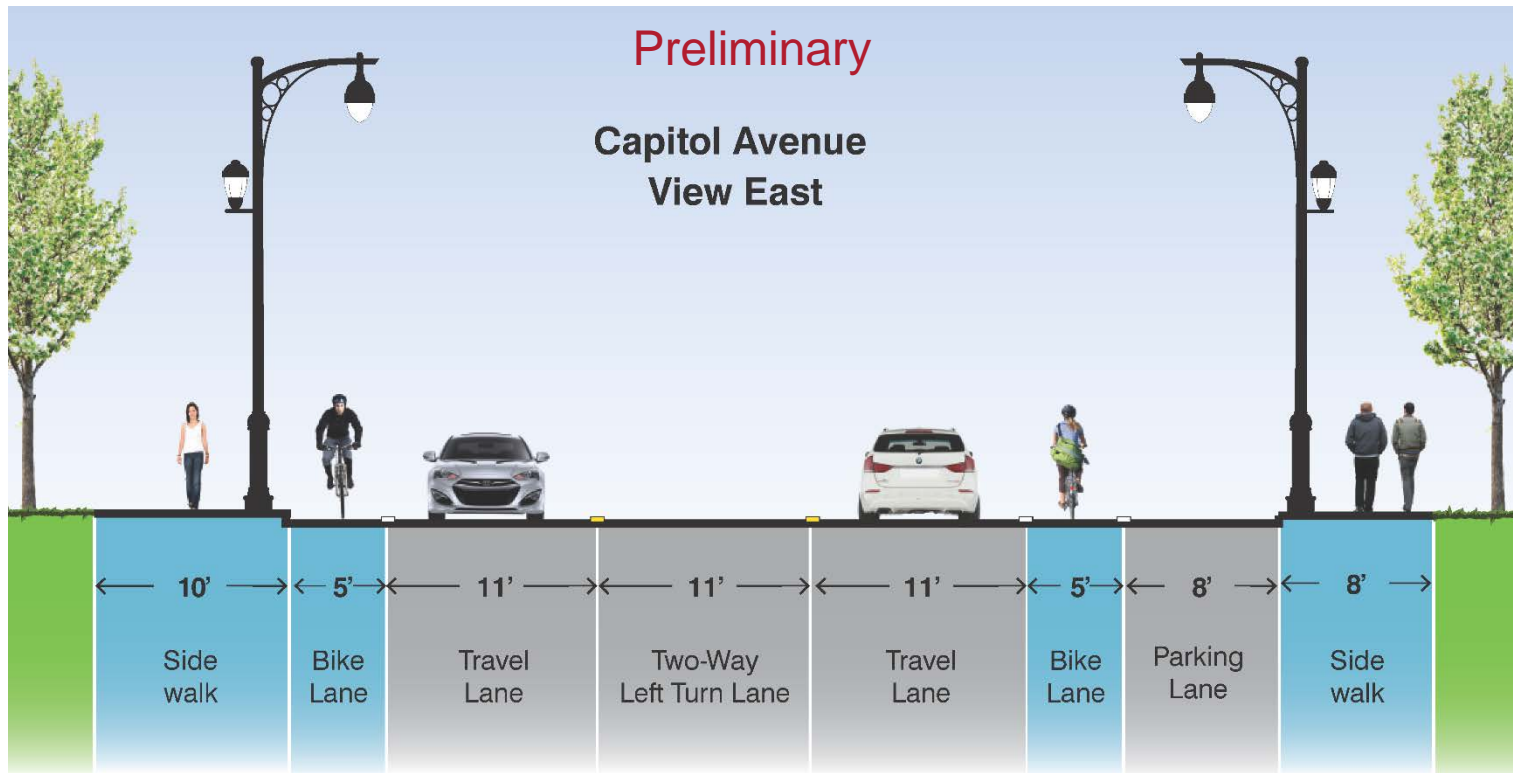 Preliminary
Capitol Avenue
View East
10’ 5’ 11’ 11’ 11’ 5’ 8’ 8’
Side
walk
Bike
Lane
Travel
Lane
Two-Way
Left Turn Lane
Travel
Lane
Bike
Lane
Parking
Lane
Side
walk